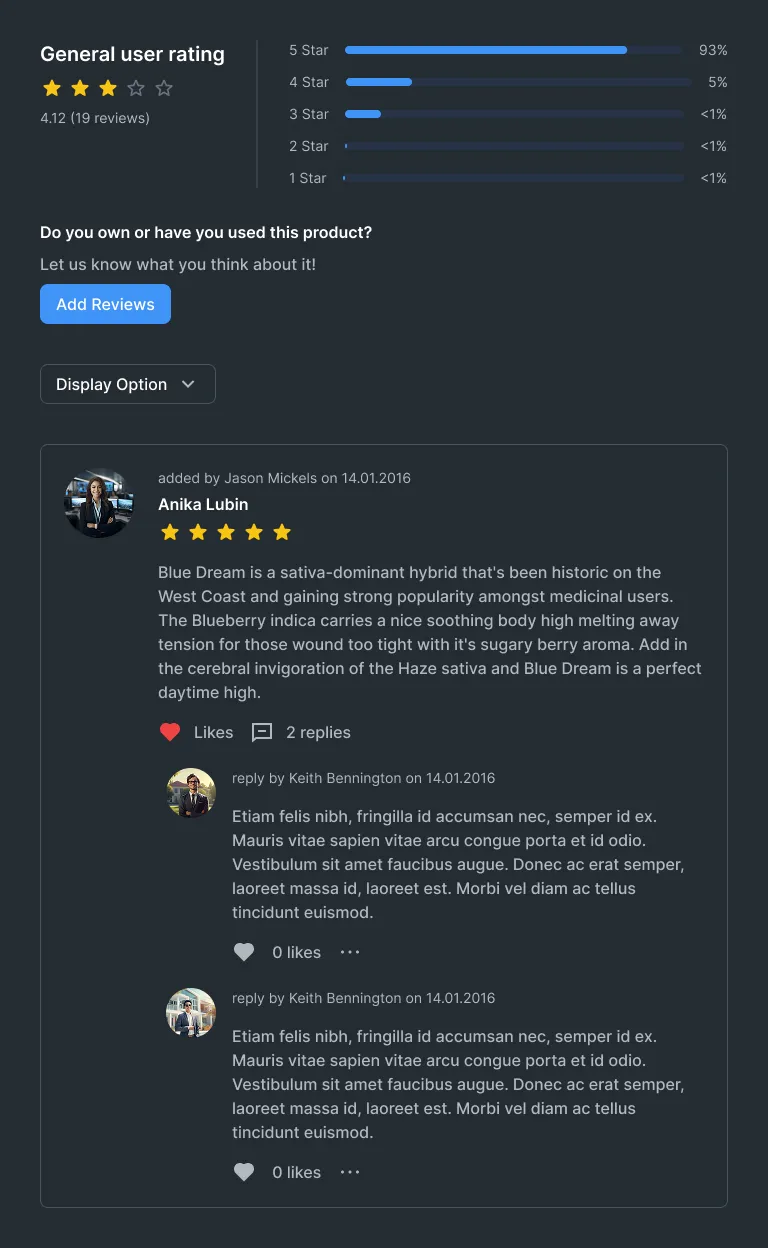 General user rating
4.12 (19 reviews)
5 Star 93%
4 Star 5%
3 Star <1%
2 Star <1%
1 Star <1%
Do you own or have you used this product?
Let us know what you think about it!
Add Reviews
Display Option
added by Jason Mickels on 14.01.2016
Anika Lubin
Blue Dream is a sativa-dominant hybrid that's been historic on the
West Coast and gaining strong popularity amongst medicinal users.
The Blueberry indica carries a nice soothing body high melting away
tension for those wound too tight with it's sugary berry aroma. Add in
the cerebral invigoration of the Haze sativa and Blue Dream is a perfect
daytime high.
Likes 2 replies
reply by Keith Bennington on 14.01.2016
Etiam felis nibh, fringilla id accumsan nec, semper id ex.
Mauris vitae sapien vitae arcu congue porta et id odio.
Vestibulum sit amet faucibus augue. Donec ac erat semper,
laoreet massa id, laoreet est. Morbi vel diam ac tellus
tincidunt euismod.
0 likes
reply by Keith Bennington on 14.01.2016
Etiam felis nibh, fringilla id accumsan nec, semper id ex.
Mauris vitae sapien vitae arcu congue porta et id odio.
Vestibulum sit amet faucibus augue. Donec ac erat semper,
laoreet massa id, laoreet est. Morbi vel diam ac tellus
tincidunt euismod.
0 likes